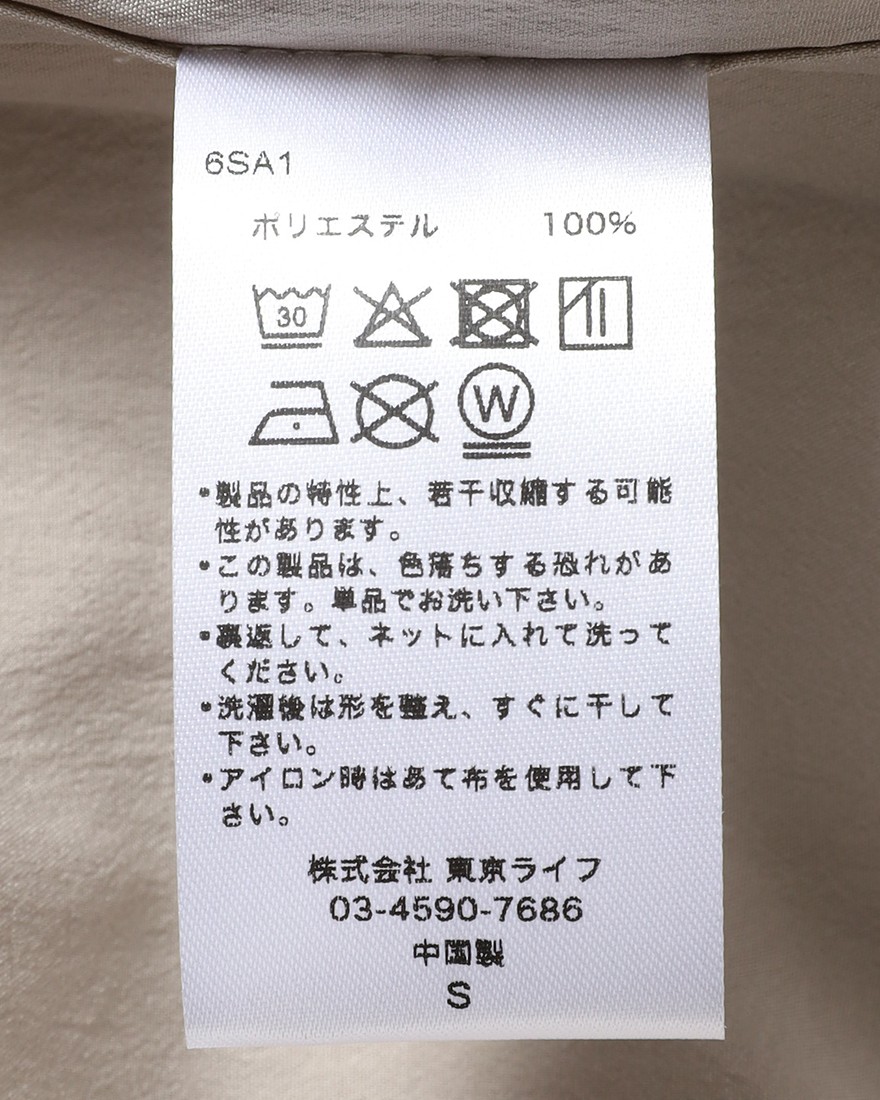 6SA1
ポリエステル 100%
30
W
•製品の特性上、若干収縮する可能
性があります。
•この製品は、色落ちする恐れがあ
ります。単品でお洗い下さい。
•裏返して、ネットに入れて洗って
ください。
•洗濯後は形を整え、すぐに干して
下さい。
•アイロン時はあて布を使用して下
さい。
株式会社 東京ライフ
03-4590-7686
中国製
S